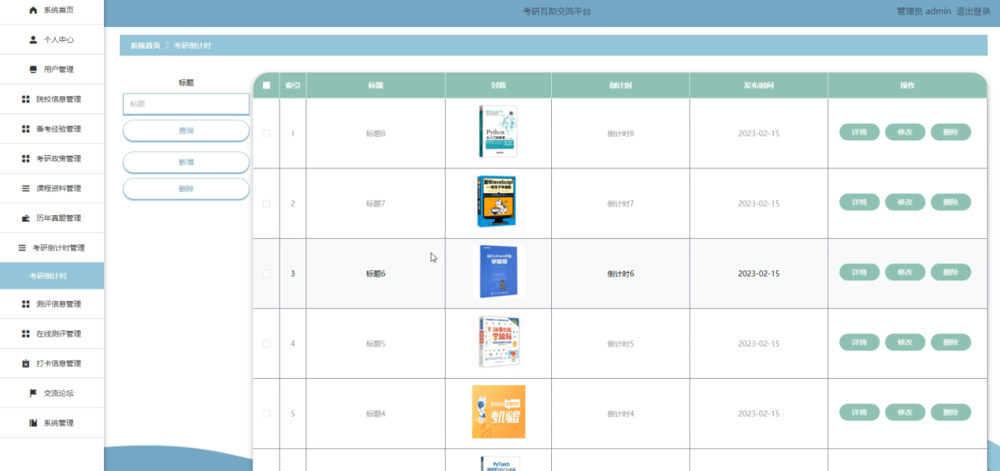 系统首页
考研互助交流平台
管理员 admin 退出登录
个人中心
用户管理
院校信息管理
备考经验管理
考研政策管理
课程资料管理
历年真题管理
考研倒计时管理
考研倒计时
测评信息管理
在线测评管理
打卡信息管理
交流论坛
系统管理
系统首页 考研倒计时
标题
标题
查询
新增
删除
索引 标题 封面 倒计时 发布时间 操作
1 标题8 倒计时8 2023-02-15 详情 修改 删除
Python
2 标题7 倒计时7 2023-02-15 详情 修改 删除
3 标题6 倒计时6 2023-02-15 详情 修改 删除
学编程
4 标题5 倒计时5 2023-02-15 详情 修改 删除
学编程
5 标题4 倒计时4 2023-02-15 详情 修改 删除
Arduino
少儿编程
PyTorch